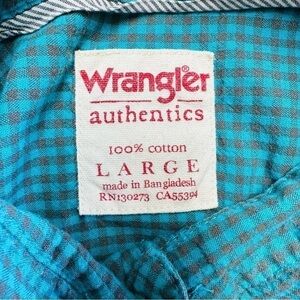 Wrangler®
authentics
100% cotton
LARGE
made in Bangladesh
RN130273 CA55394